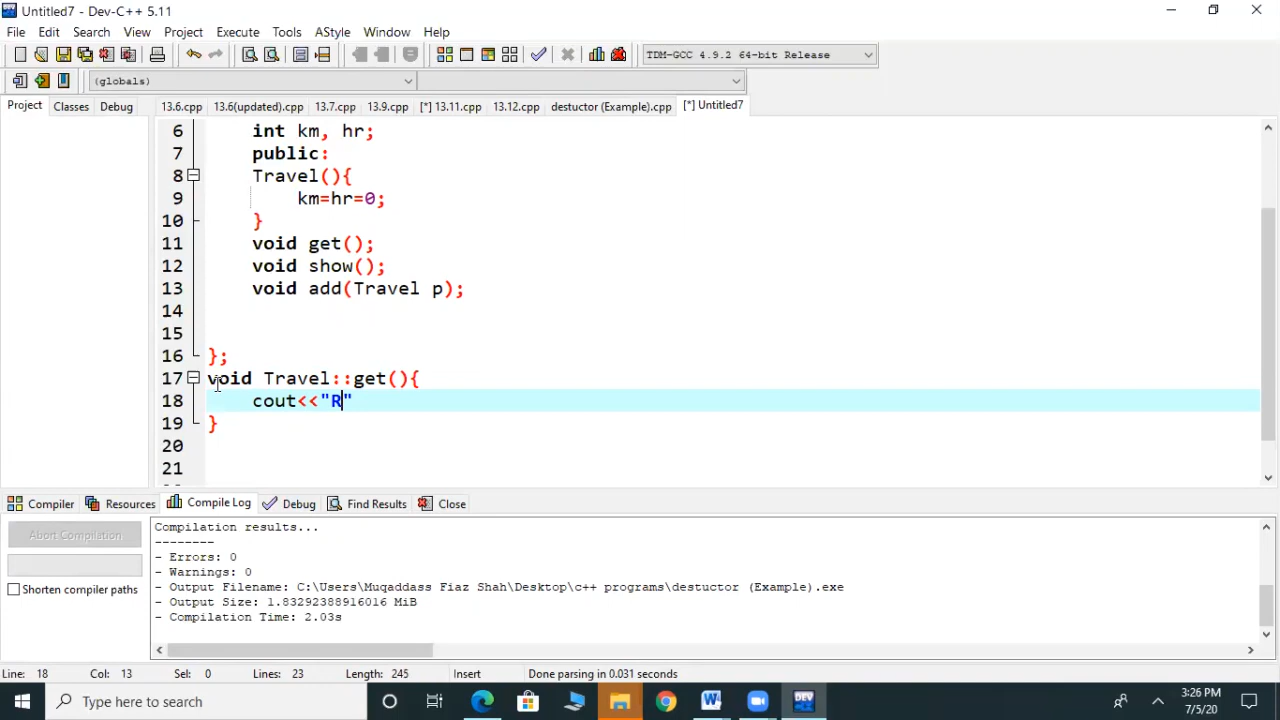 Untitled7 - Dev-C++ 5.11
File Edit Search View Project Execute Tools AStyle Window Help
TDM-GCC 4.9.2 64-bit Release
(globals)
Project Classes Debug 13.6.cpp 13.6(updated).cpp 13.7.cpp 13.9.cpp [*] 13.11.cpp 13.12.cpp destuctor (Example).cpp [*] Untitled7
6 int km, hr;
7 public:
8 Travel(){
9 km=hr=0;
10 }
11 void get();
12 void show();
13 void add(Travel p);
14
15
16 };
17 void Travel::get(){
18 cout<<"R"
19 }
20
21
Compiler Resources Compile Log Debug Find Results Close
Abort Compilation
Shorten compiler paths
Compilation results...
--------
- Errors: 0
- Warnings: 0
- Output Filename: C:\Users\Muqaddass Fiaz Shah\Desktop\c++ programs\destuctor (Example).exe
- Output Size: 1.83292388916016 MiB
- Compilation Time: 2.03s
Line: 18 Col: 13 Sel: 0 Lines: 23 Length: 245 Insert Done parsing in 0.031 seconds
Type here to search
DEV
3:26 PM
7/5/20